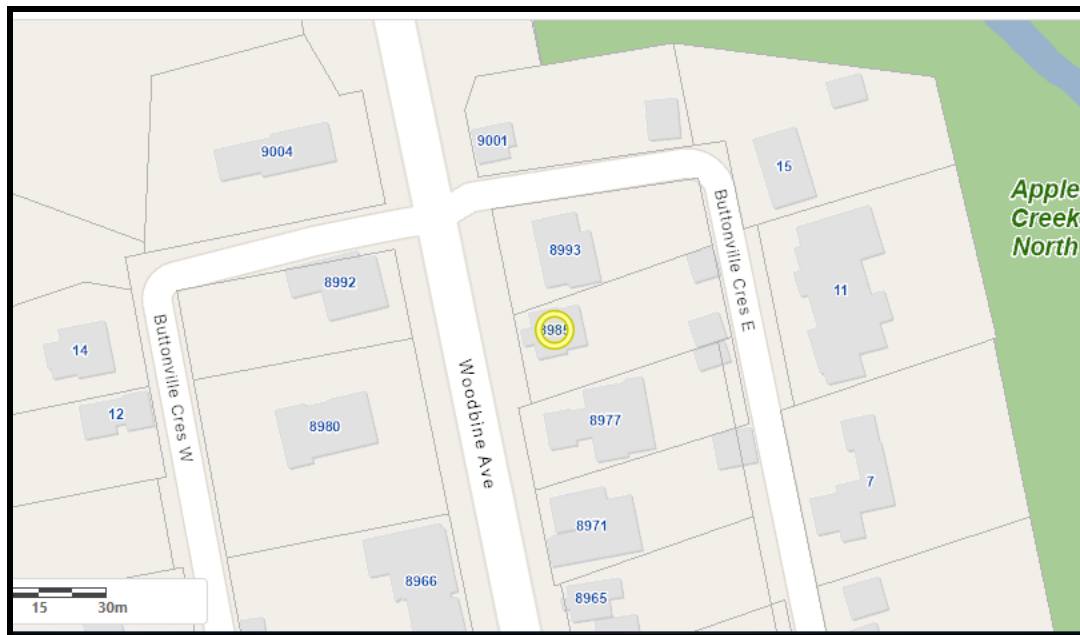 9004
9001
15
Apple
Creek
North
8993
8992
11
Buttonville Cres E
Buttonville Cres W
14
8985
12
8980
Woodbine Ave
8977
7
8971
8966
8965
15
30m